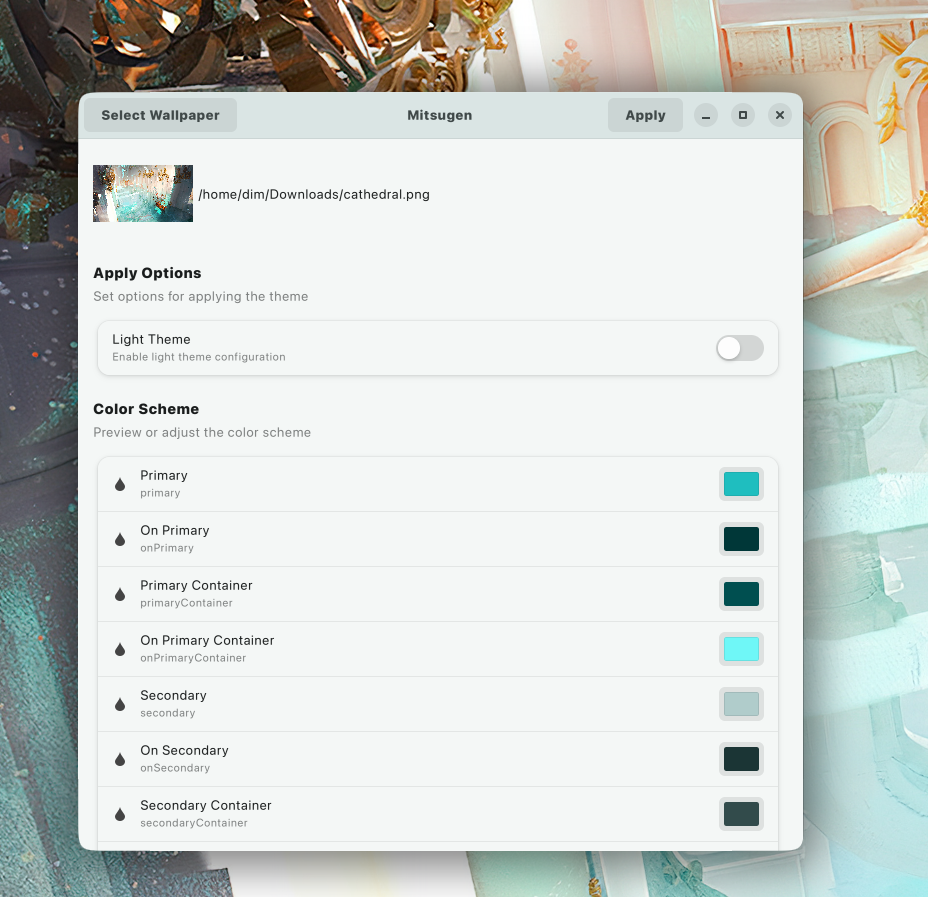 Select Wallpaper
Mitsugen
Apply
/home/dim/Downloads/cathedral.png
Apply Options
Set options for applying the theme
Light Theme
Enable light theme configuration
Color Scheme
Preview or adjust the color scheme
Primary
primary
On Primary
onPrimary
Primary Container
primaryContainer
On Primary Container
onPrimaryContainer
Secondary
secondary
On Secondary
onSecondary
Secondary Container
secondaryContainer